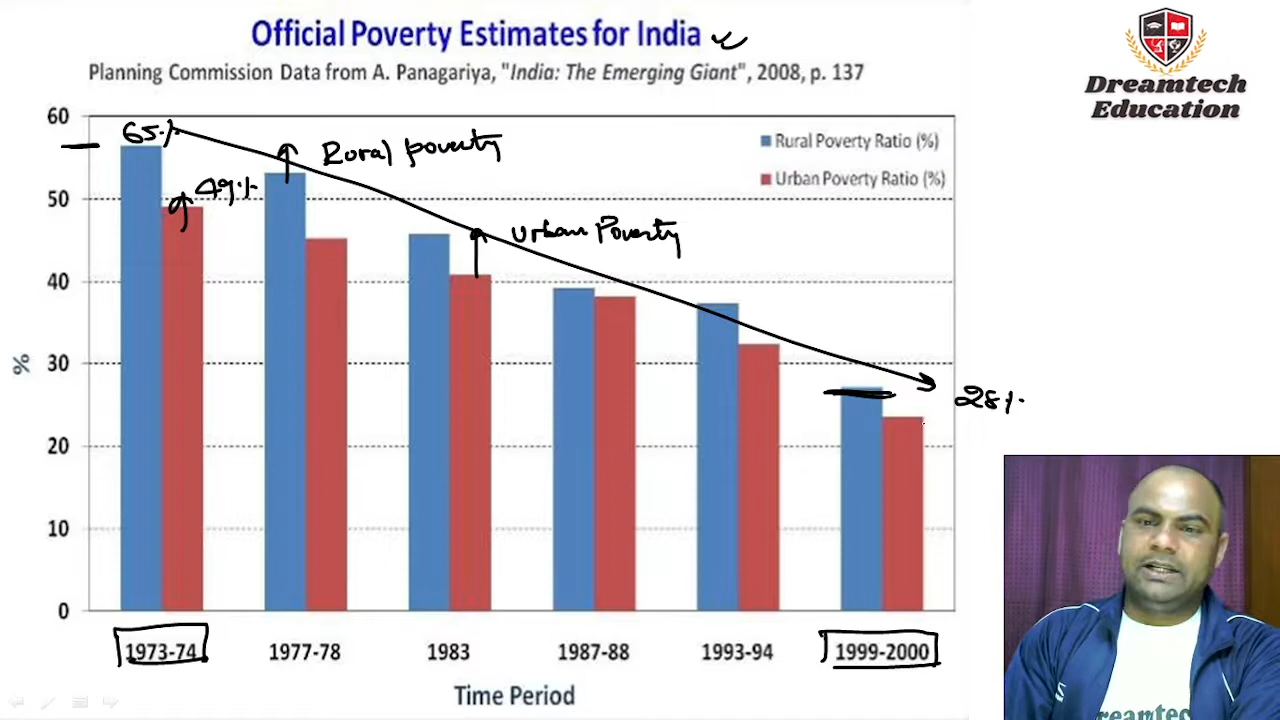 Official Poverty Estimates for India
Planning Commission Data from A. Panagariya, "India: The Emerging Giant", 2008, p. 137
Dreamtech
Education
60
50
40
30
20
10
0
%
65%
49%
Rural poverty
Urban Poverty
28%
Rural Poverty Ratio (%)
Urban Poverty Ratio (%)
1973-74 1977-78 1983 1987-88 1993-94 1999-2000
Time Period
reamtech